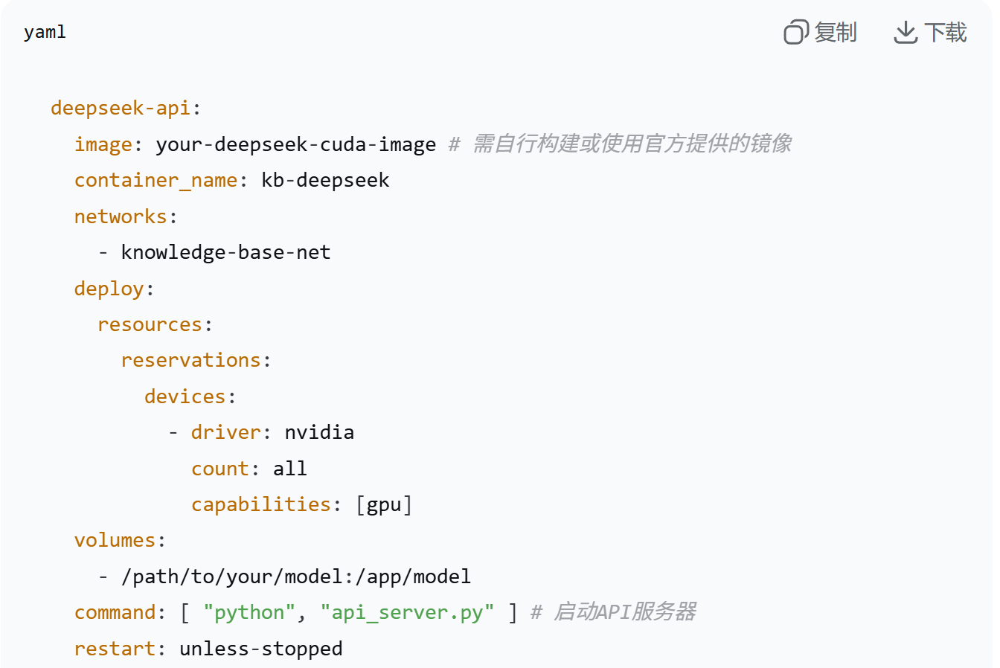 yaml
复制
下载
deepseek-api:
  image: your-deepseek-cuda-image # 需自行构建或使用官方提供的镜像
  container_name: kb-deepseek
  networks:
    - knowledge-base-net
  deploy:
    resources:
      reservations:
        devices:
          - driver: nvidia
            count: all
            capabilities: [gpu]
  volumes:
    - /path/to/your/model:/app/model
  command: [ "python", "api_server.py" ] # 启动API服务器
  restart: unless-stopped